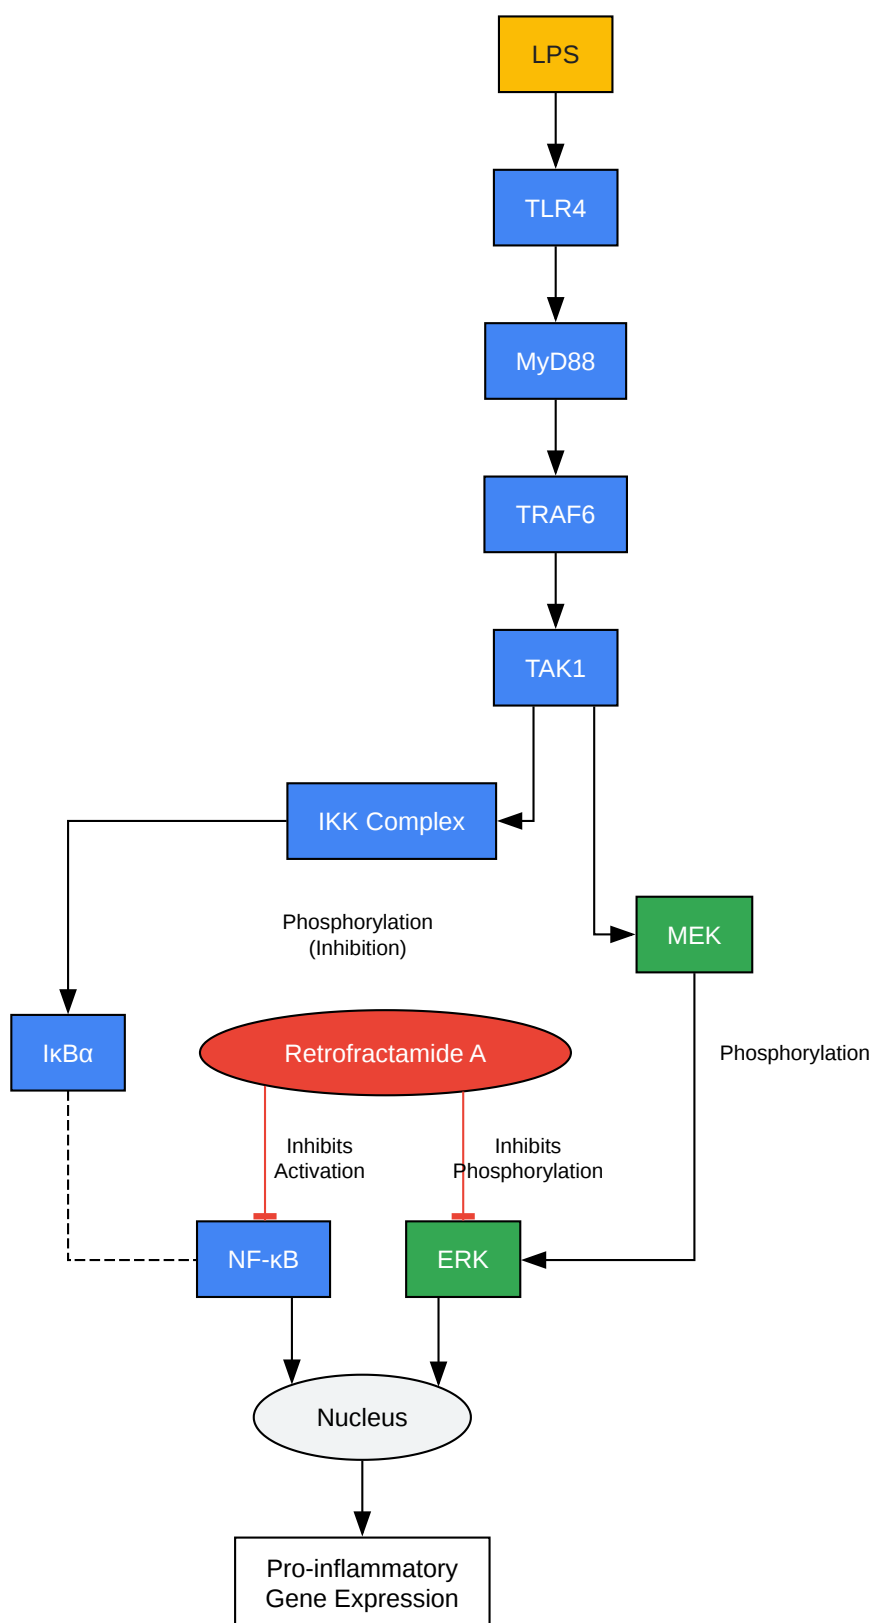 LPS
TLR4
MyD88
TRAF6
TAK1
IKK Complex
Phosphorylation
(Inhibition)
MEK
IκBα
Retrofractamide A
Phosphorylation
Inhibits
Activation
Inhibits
Phosphorylation
NF-κB
ERK
Nucleus
Pro-inflammatory
Gene Expression